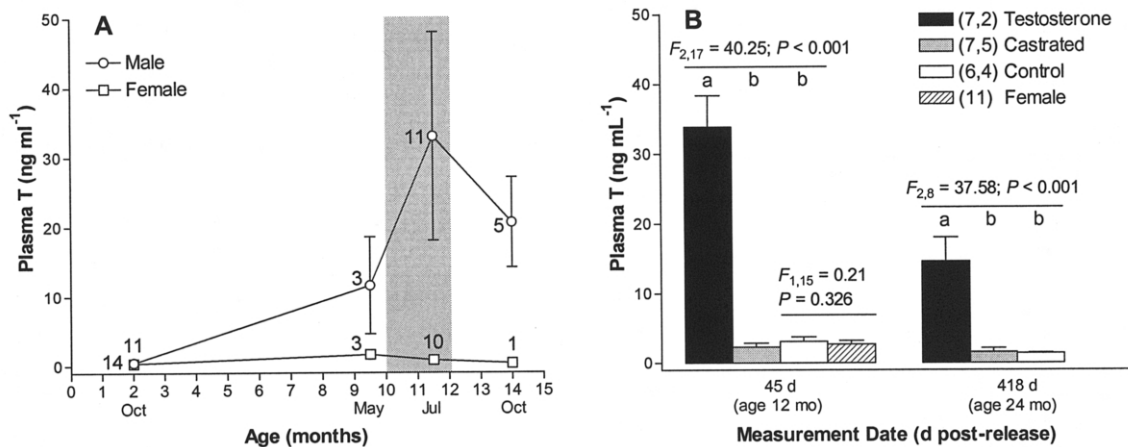 A
Male
Female
Plasma T (ng ml⁻¹)
50
40
30
20
10
0
11
14
3
3
11
10
5
1
0 1 2 3 4 5 6 7 8 9 10 11 12 13 14 15
Oct May Jul Oct
Age (months)
B
(7,2) Testosterone
(7,5) Castrated
(6,4) Control
(11) Female
F2,17 = 40.25; P < 0.001
a b b
F2,8 = 37.58; P < 0.001
a b b
F1,15 = 0.21
P = 0.326
Plasma T (ng mL⁻¹)
50
40
30
20
10
0
45 d 418 d
(age 12 mo) (age 24 mo)
Measurement Date (d post-release)